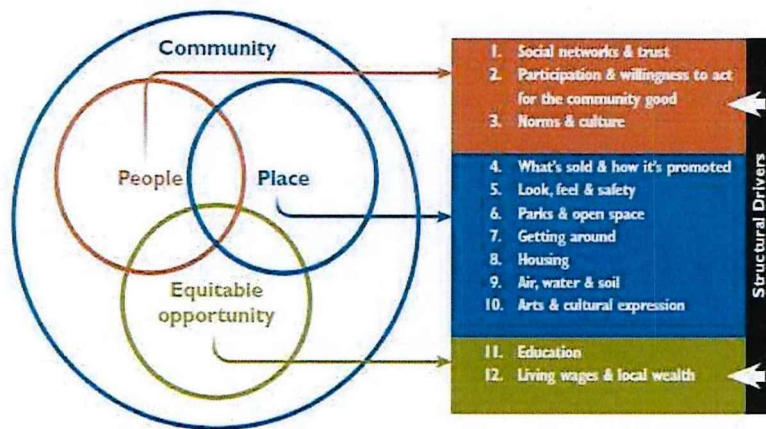 Community
People
Place
Equitable
opportunity
1. Social networks & trust
2. Participation & willingness to act
for the community good
3. Norms & culture
4. What's sold & how it's promoted
5. Look, feel & safety
6. Parks & open space
7. Getting around
8. Housing
9. Air, water & soil
10. Arts & cultural expression
11. Education
12. Living wages & local wealth
Structural Drivers